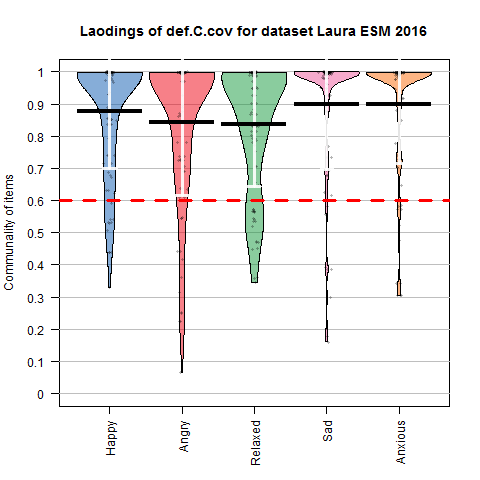 Laodings of def.C.cov for dataset Laura ESM 2016
Communality of items
1
0.9
0.8
0.7
0.6
0.5
0.4
0.3
0.2
0.1
0
Happy
Angry
Relaxed
Sad
Anxious